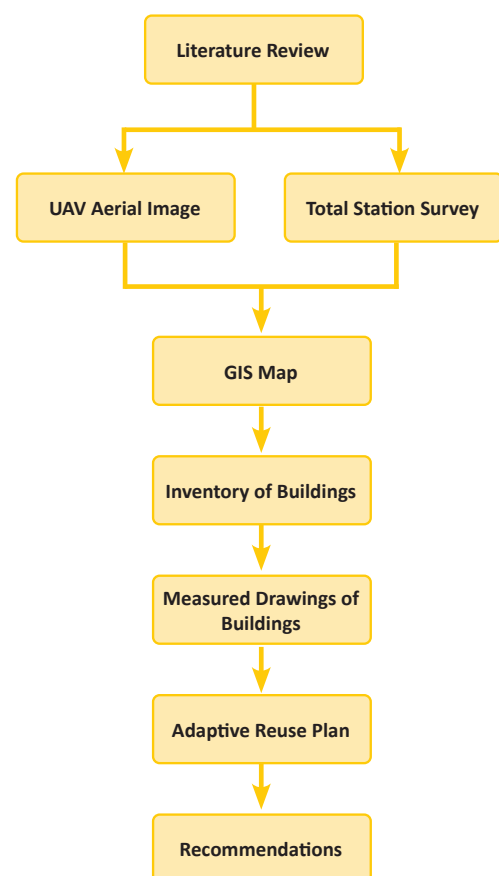 Literature Review
UAV Aerial Image
Total Station Survey
GIS Map
Inventory of Buildings
Measured Drawings of
Buildings
Adaptive Reuse Plan
Recommendations